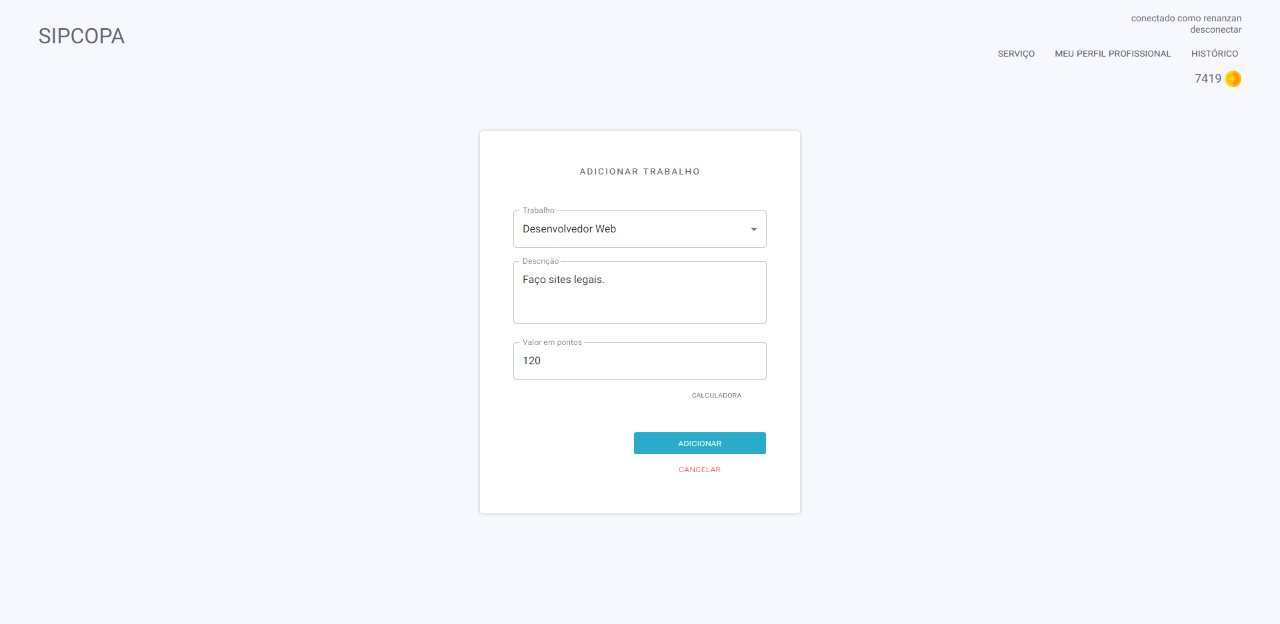 SIPCOPA
conectado como renanzan
desconectar
SERVIÇO MEU PERFIL PROFISSIONAL HISTÓRICO
7419
ADICIONAR TRABALHO
Trabalho
Desenvolvedor Web
Descrição
Faço sites legais.
Valor em pontos
120
CALCULADORA
ADICIONAR
CANCELAR